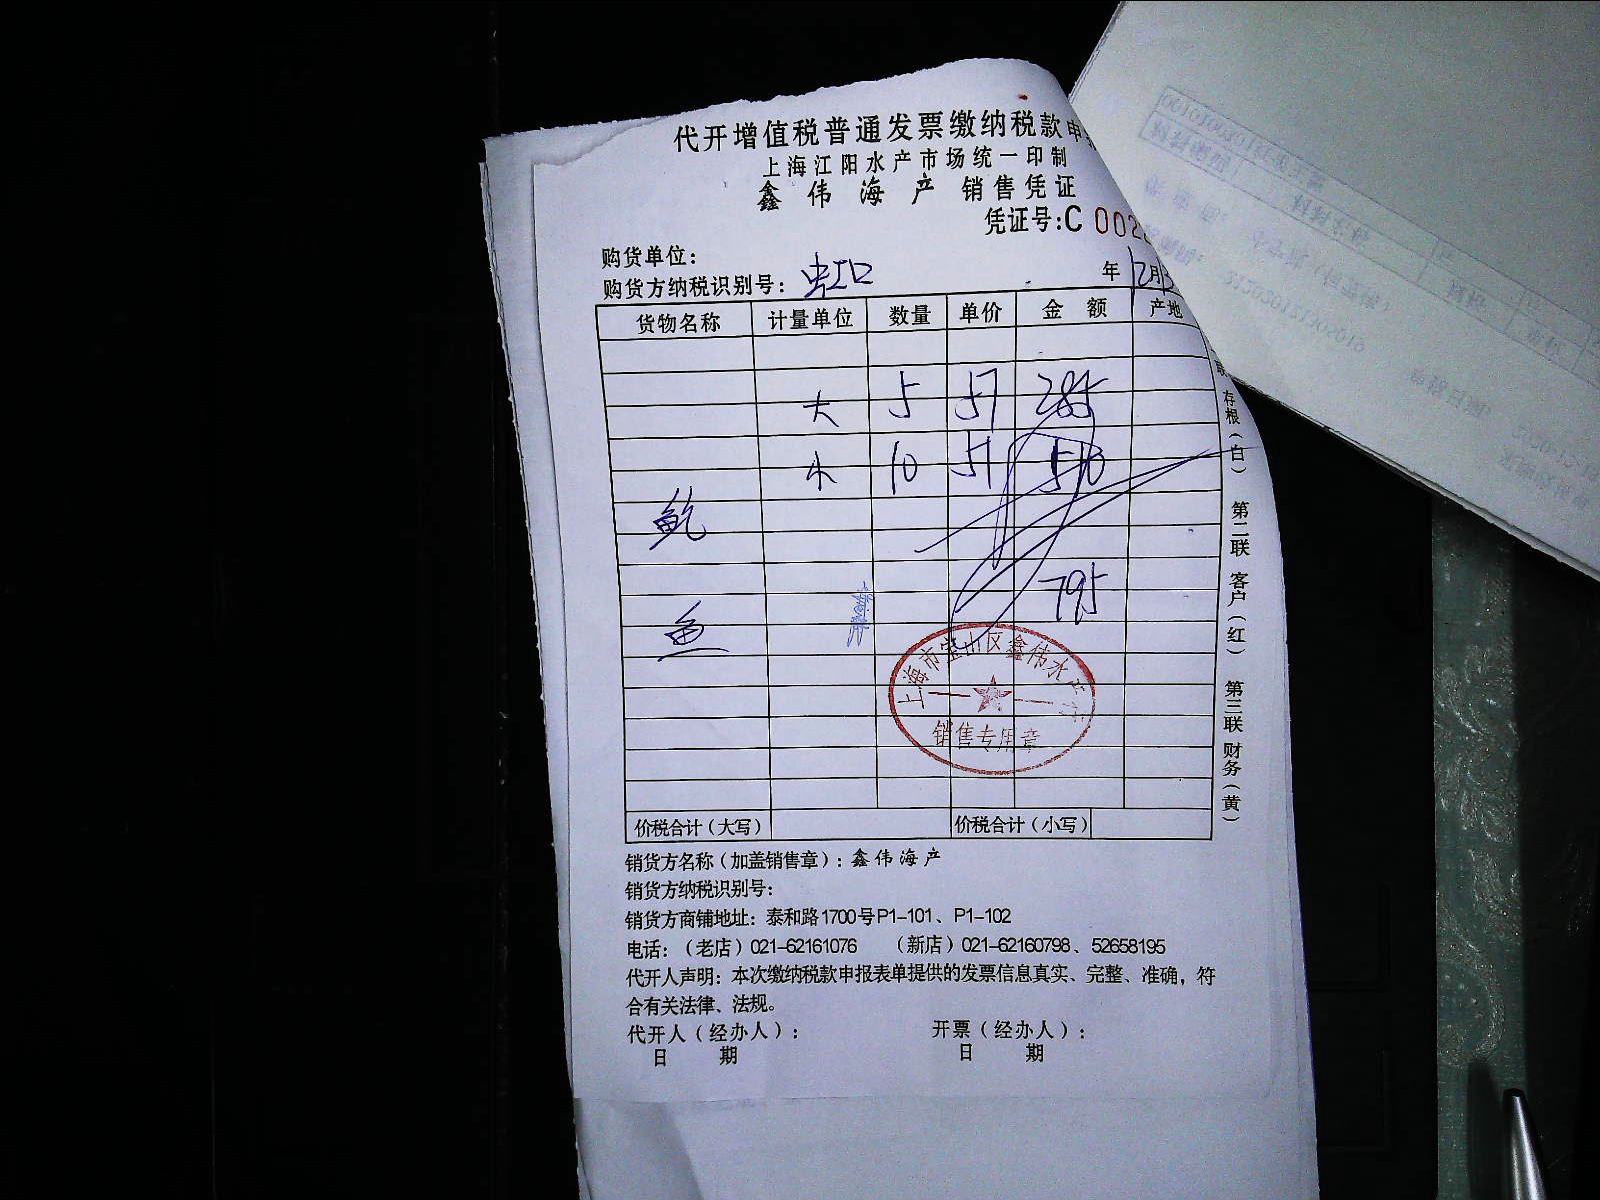 代开增值税普通发票缴纳税款申
上海江阳水产市场统一印制
鑫伟海产 销售凭证
凭证号:C 002
购货单位:
购货方纳税识别号: 虹口
年 12月
货物名称 计量单位 数量 单价 金额 产地
大 5 57 285
小 10 51 510
鲍
795
鱼
上海市宝山区鑫伟水产
销售专用章
价税合计(大写) 价税合计(小写)
存根(白) 第二联 客户(红) 第三联 财务(黄)
销货方名称(加盖销售章): 鑫伟海产
销货方纳税识别号:
销货方商铺地址: 泰和路1700号P1-101、P1-102
电话:(老店)021-62161076 (新店)021-62160798、52658195
代开人声明: 本次缴纳税款申报表单提供的发票信息真实、完整、准确,符
合有关法律、法规。
代开人(经办人): 开票(经办人):
日 期 日 期